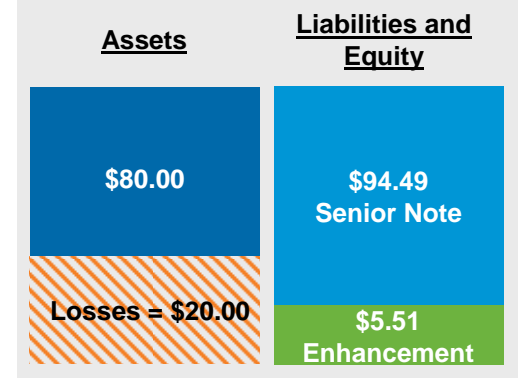 Assets
Liabilities and
Equity
$80.00
$94.49
Senior Note
Losses = $20.00
$5.51
Enhancement